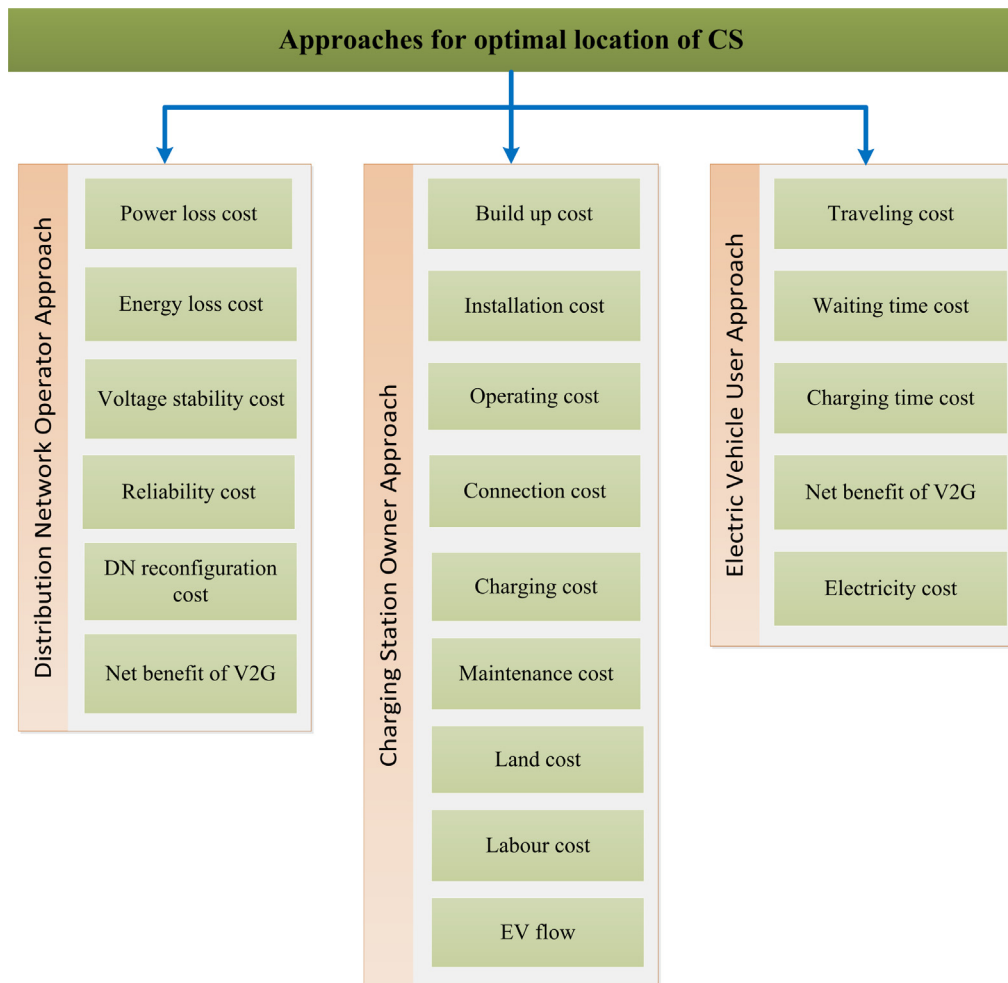 Approaches for optimal location of CS
Distribution Network Operator Approach
Power loss cost
Energy loss cost
Voltage stability cost
Reliability cost
DN reconfiguration
cost
Net benefit of V2G
Charging Station Owner Approach
Build up cost
Installation cost
Operating cost
Connection cost
Charging cost
Maintenance cost
Land cost
Labour cost
EV flow
Electric Vehicle User Approach
Traveling cost
Waiting time cost
Charging time cost
Net benefit of V2G
Electricity cost